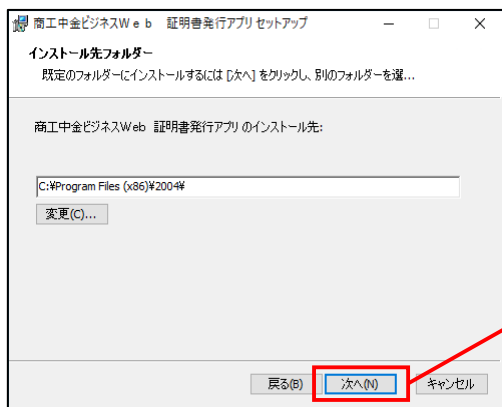 商工中金ビジネスWeb 証明書発行アプリ セットアップ
インストール先フォルダー
既定のフォルダーにインストールするには [次へ] をクリックし、別のフォルダーを選...
商工中金ビジネスWeb 証明書発行アプリ のインストール先:
C:¥Program Files (x86)¥2004¥
変更(C)...
戻る(B) 次へ(N) キャンセル